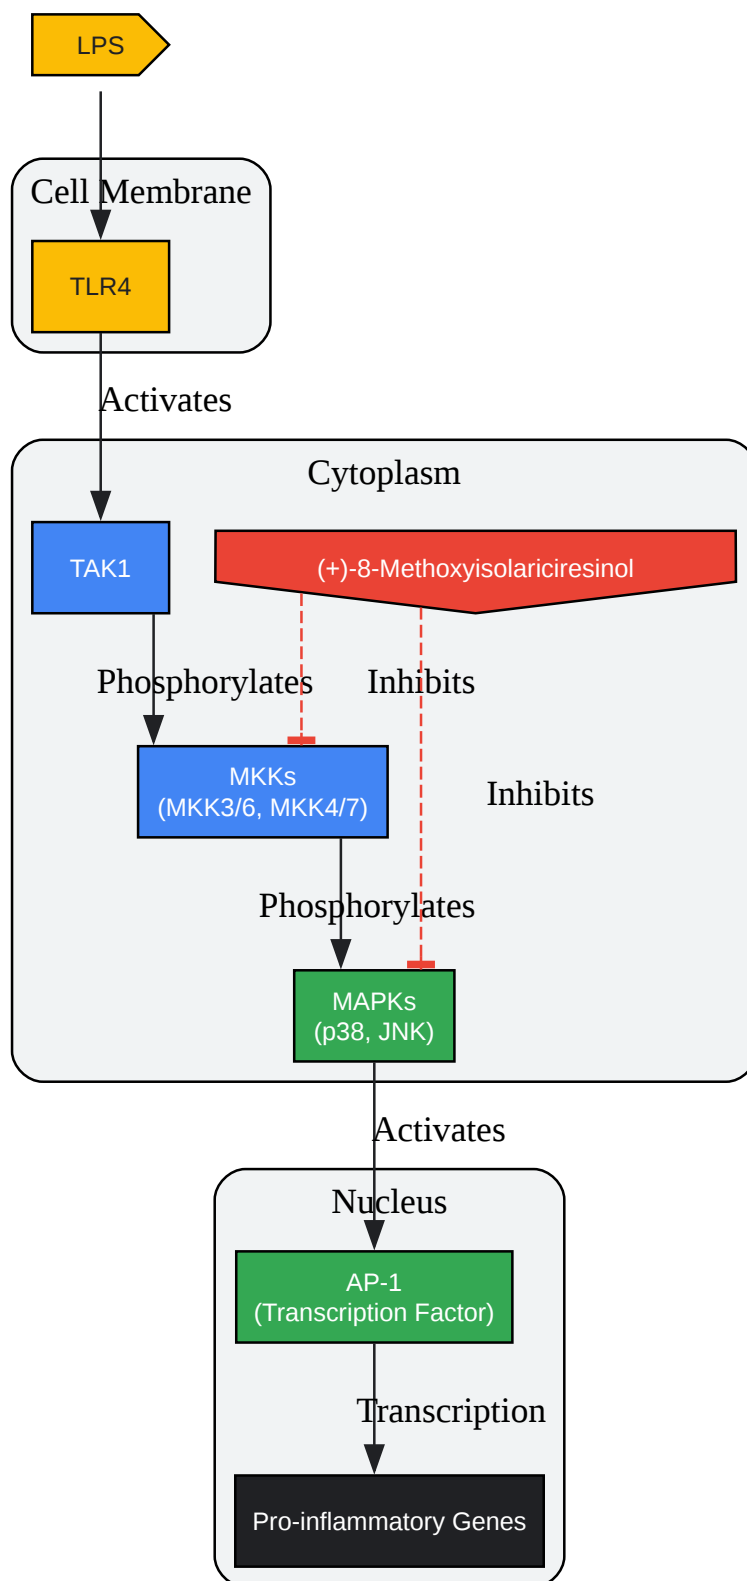 LPS
Cell Membrane
TLR4
Activates
Cytoplasm
TAK1
(+)-8-Methoxyisolariciresinol
Phosphorylates
Inhibits
MKKs
(MKK3/6, MKK4/7)
Inhibits
Phosphorylates
MAPKs
(p38, JNK)
Activates
Nucleus
AP-1
(Transcription Factor)
Transcription
Pro-inflammatory Genes